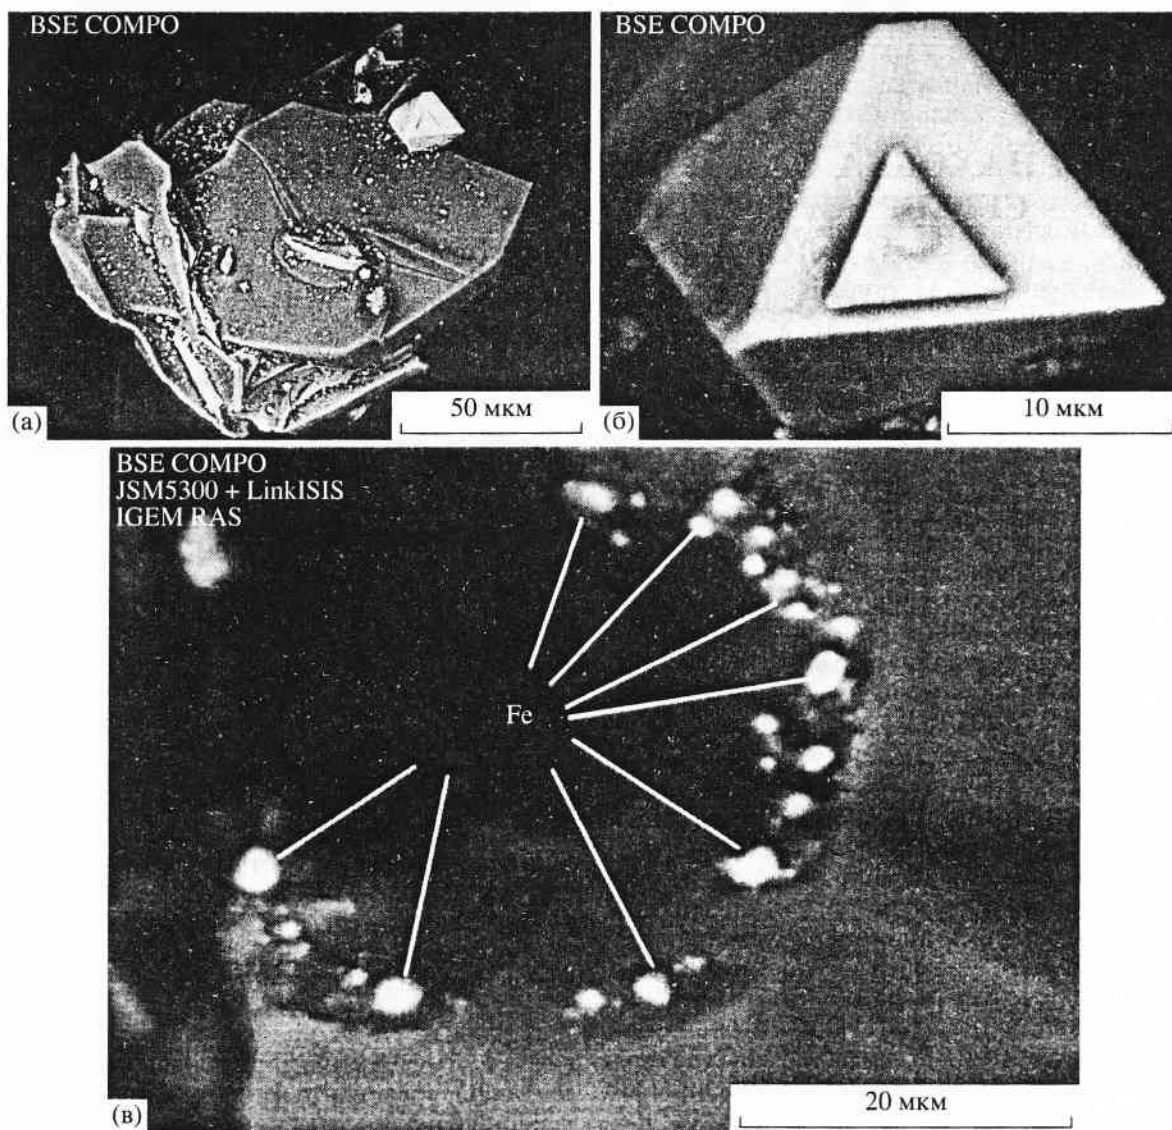 BSE COMPO
(а)
50 мкм
BSE COMPO
(б)
10 мкм
BSE COMPO
JSM5300 + LinkISIS
IGEM RAS
Fe
(в)
20 мкм